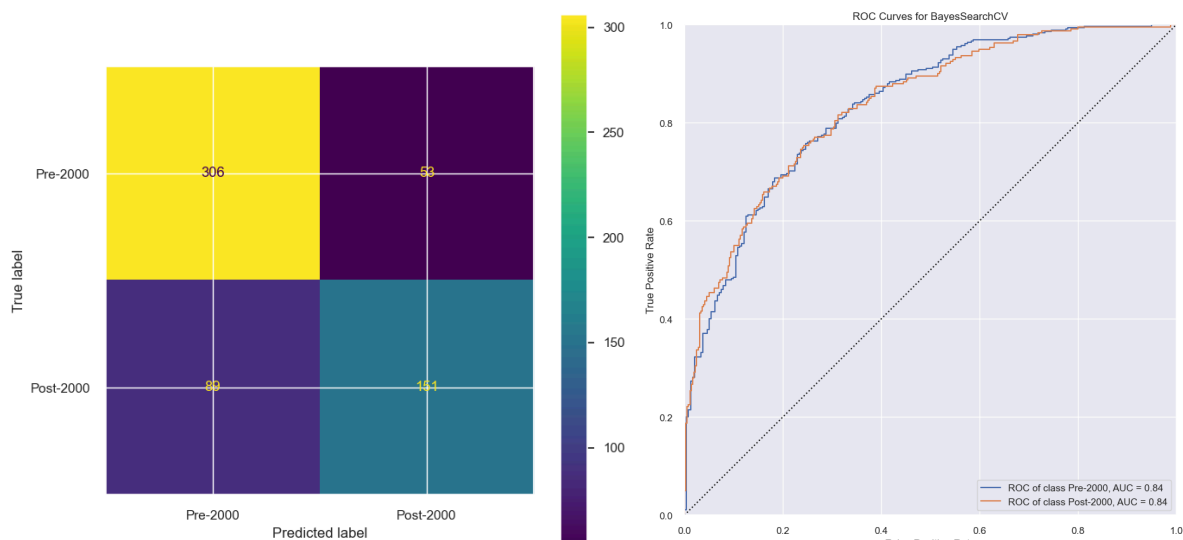 300
250
200
150
100
Pre-2000
Post-2000
True label
306
53
89
151
Pre-2000
Post-2000
Predicted label
ROC Curves for BayesSearchCV
1.0
0.8
0.6
0.4
0.2
0.0
True Positive Rate
ROC of class Pre-2000, AUC = 0.84
ROC of class Post-2000, AUC = 0.84
0.0
0.2
0.4
0.6
0.8
1.0